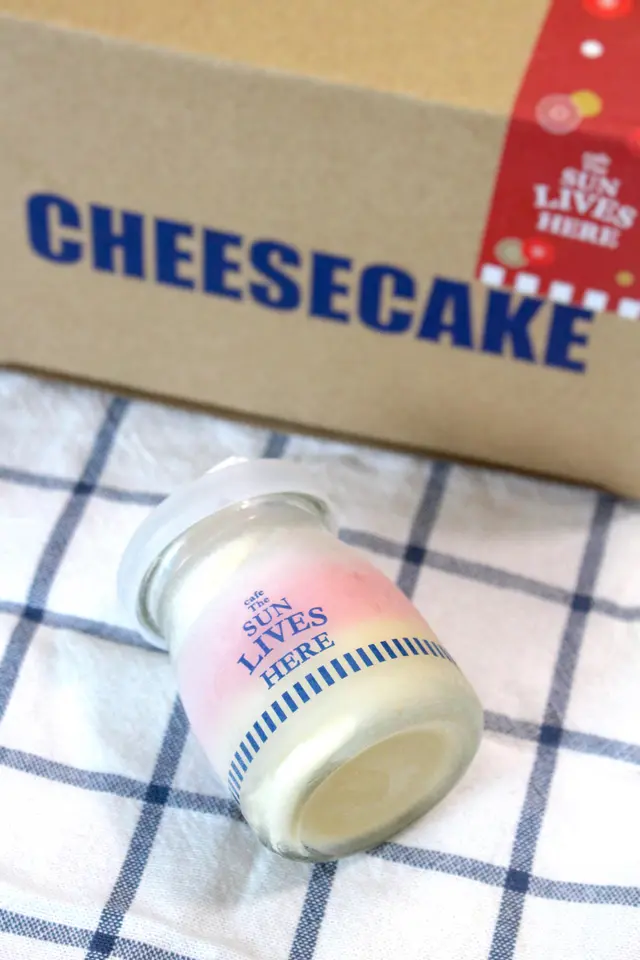 cafe
The
SUN
LIVES
HERE
CHEESECAKE
cafe
The
SUN
LIVES
HERE